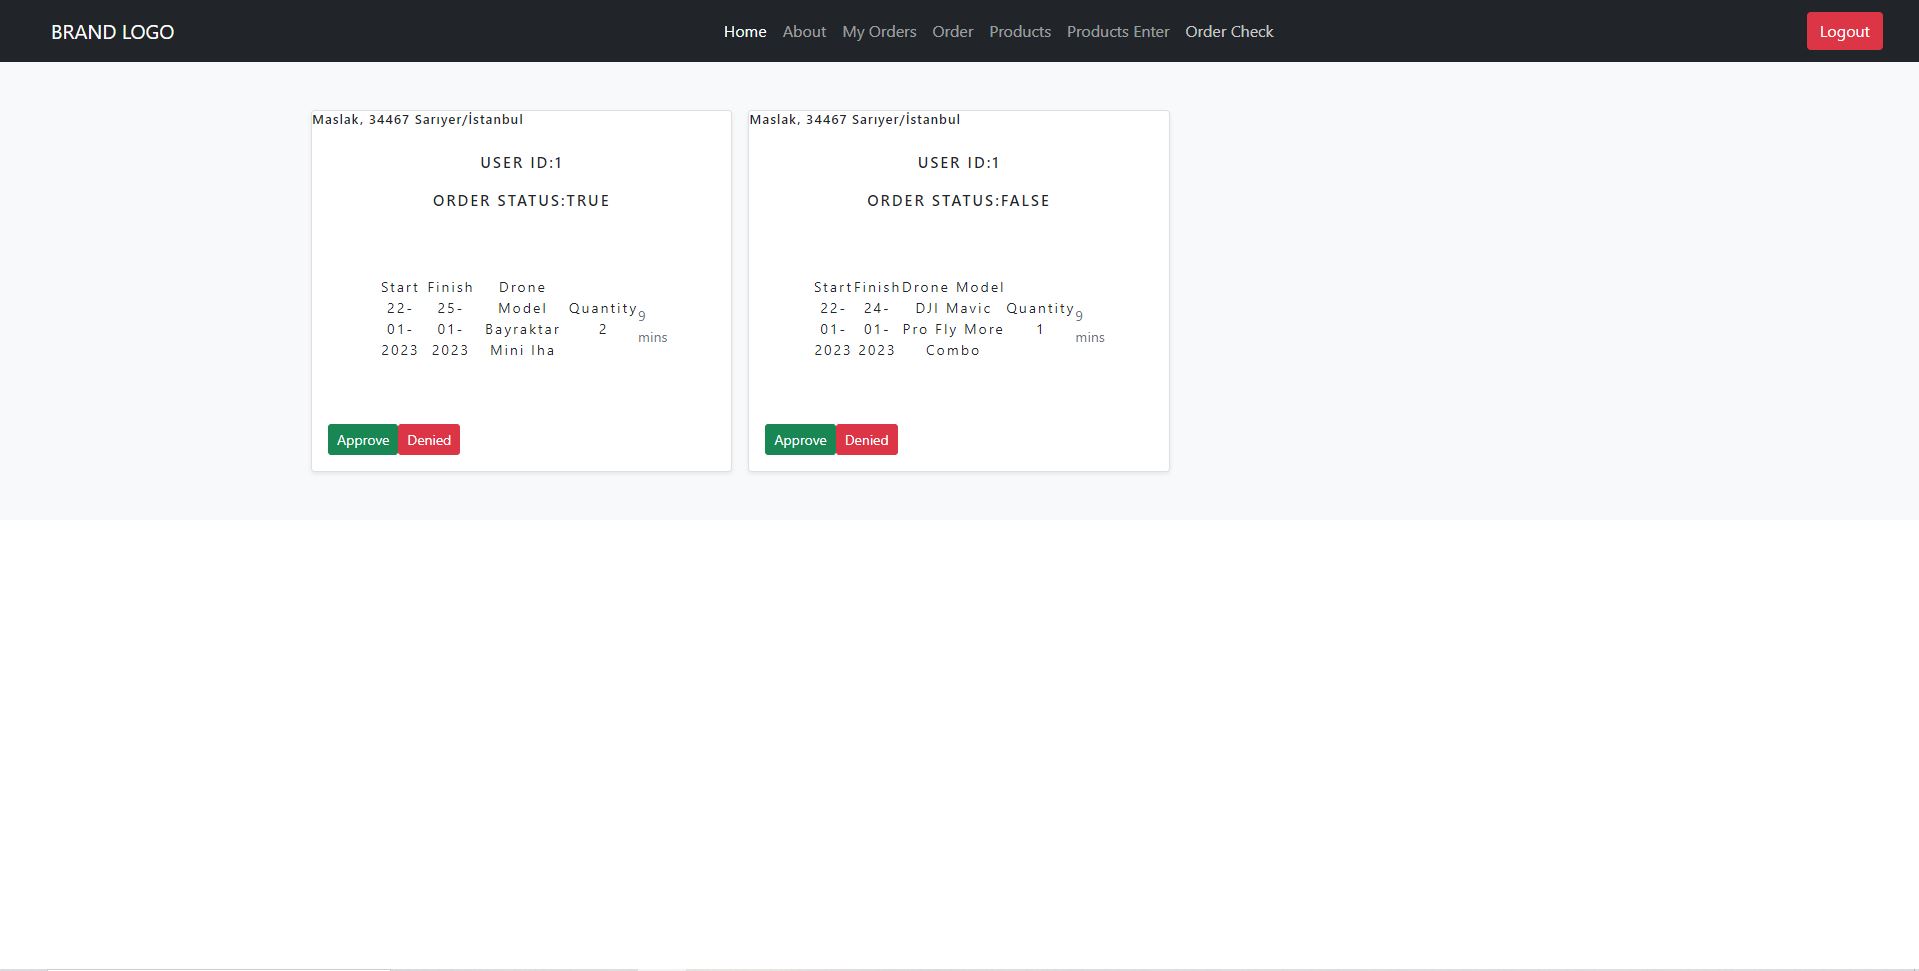 BRAND LOGO
Home About My Orders Order Products Products Enter Order Check
Logout
Maslak, 34467 Sarıyer/İstanbul
USER ID:1
ORDER STATUS:TRUE
Start Finish Drone
22- 25- Model Quantity
9
01- 01- Bayraktar 2
mins
2023 2023 Mini Iha
Approve Denied
Maslak, 34467 Sarıyer/İstanbul
USER ID:1
ORDER STATUS:FALSE
Start Finish Drone Model
22- 24- DJI Mavic Quantity
9
01- 01- Pro Fly More 1
mins
2023 2023 Combo
Approve Denied